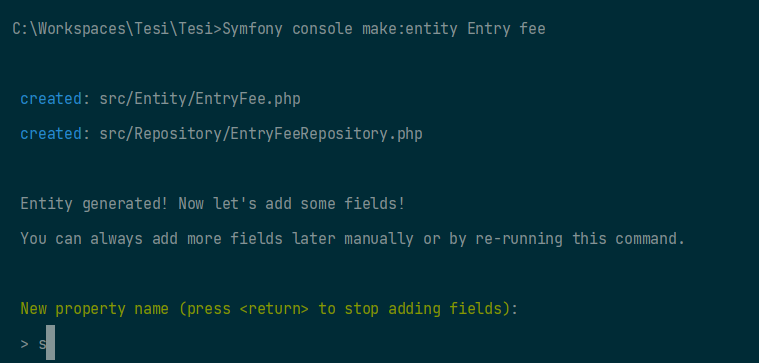 C:\Workspaces\Tesi\Tesi>Symfony console make:entity Entry fee
created: src/Entity/EntryFee.php
created: src/Repository/EntryFeeRepository.php
Entity generated! Now let's add some fields!
You can always add more fields later manually or by re-running this command.
New property name (press <return> to stop adding fields):
> s